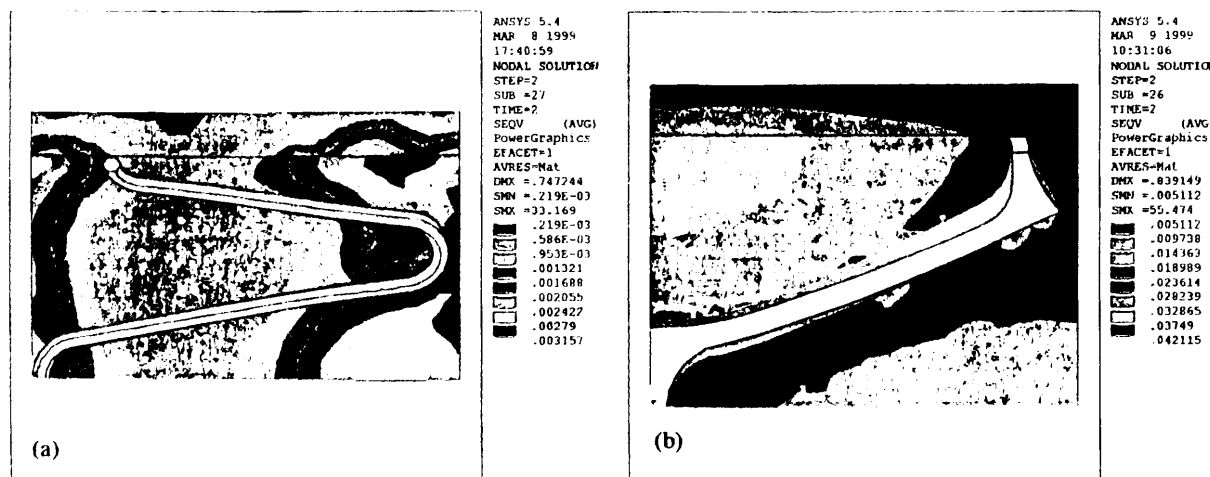 ANSYS 5.4
MAR 8 1999
17:40:59
NODAL SOLUTION
STEP=2
SUB =27
TIME=2
SEQV (AVG)
PowerGraphics
EFACET=1
AVRES=Mat
DMX =.747244
SMN =.219E-03
SMX =33.169
.219E-03
.586E-03
.953E-03
.001321
.001688
.002055
.002422
.00279
.003157
(a)
ANSYS 5.4
MAR 9 1999
10:31:06
NODAL SOLUTIO
STEP=2
SUB =26
TIME=2
SEQV (AVG
PowerGraphics
EFACET=1
AVRES=Mat
DMX =.839149
SMN =.005112
SMX =55.474
.005112
.009738
.014363
.018989
.023614
.028239
.032865
.03749
.042115
(b)